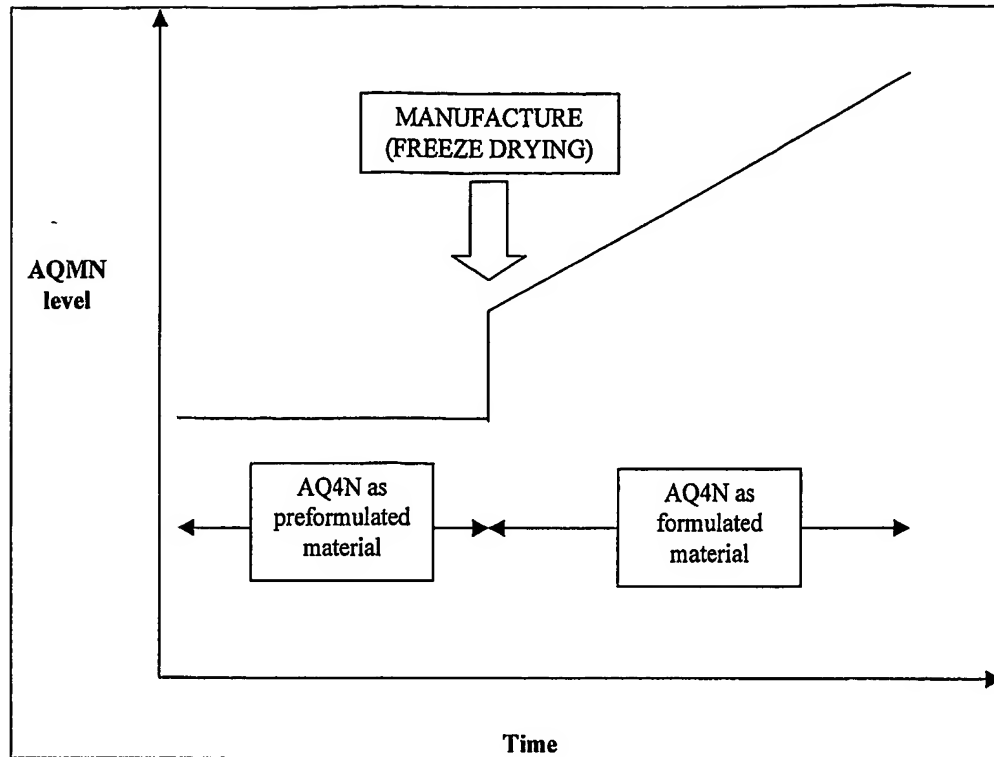 MANUFACTURE
(FREEZE DRYING)
AQMN
level
AQ4N as
preformulated
material
AQ4N as
formulated
material
Time